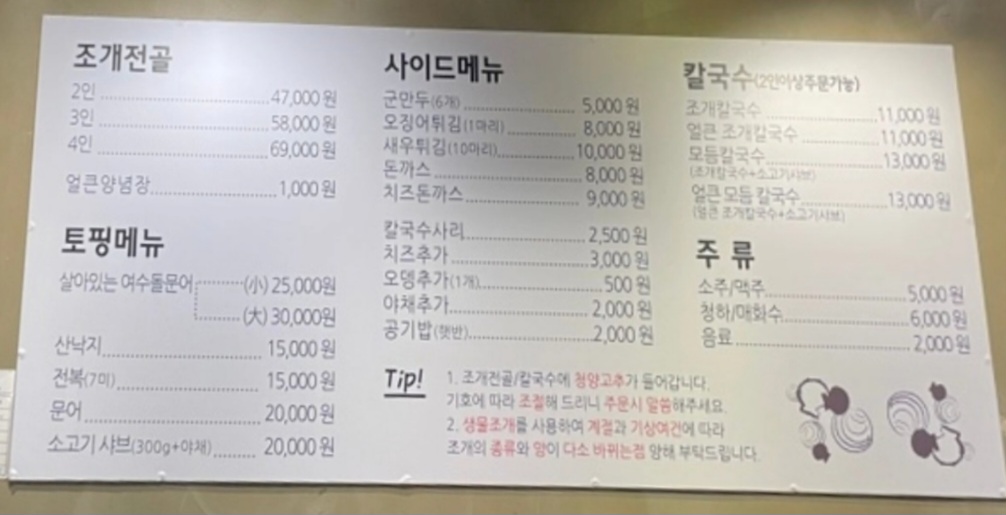 조개전골
2인 47,000원
3인 58,000원
4인 69,000원
얼큰양념장 1,000원
토핑메뉴
살아있는 여수돌문어 (小) 25,000원
(大) 30,000원
산낙지 15,000원
전복(7미) 15,000원
문어 20,000원
소고기 샤브(300g+야채) 20,000원
사이드메뉴
군만두(6개) 5,000원
오징어튀김(1마리) 8,000원
새우튀김(10마리) 10,000원
돈까스 8,000원
치즈돈까스 9,000원
칼국수사리 2,500원
치즈추가 3,000원
오뎅추가(1개) 500원
야채추가 2,000원
공기밥(햇반) 2,000원
Tip!
1. 조개전골/칼국수에 청양고추가 들어갑니다.
기호에 따라 조절해 드리니 주문시 말씀해주세요.
2. 생물조개를 사용하여 계절과 기상여건에 따라
조개의 종류와 양이 다소 바뀌는점 양해 부탁드립니다.
칼국수(2인이상주문가능)
조개칼국수 11,000원
얼큰 조개칼국수 11,000원
모듬칼국수 13,000원
(조개칼국수+소고기샤브)
얼큰 모듬 칼국수 13,000원
(얼큰 조개칼국수+소고기샤브)
주 류
소주/맥주 5,000원
청하/매화수 6,000원
음료 2,000원